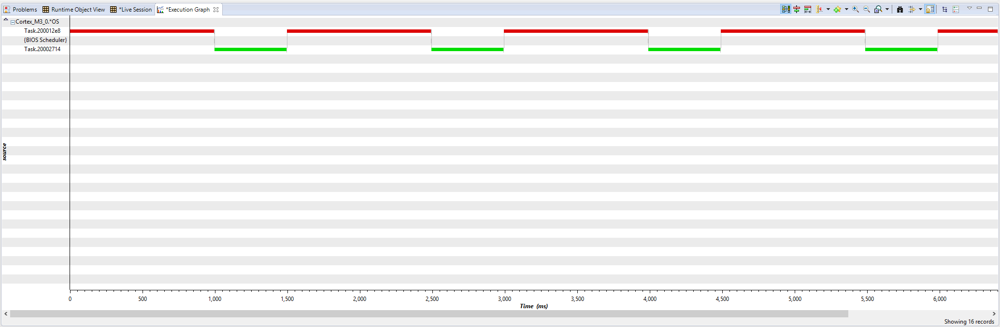 Problems Runtime Object View *Live Session *Execution Graph
Cortex_M3_0.*OS
Task.200012e8
{BIOS Scheduler}
Task.20002714
source
0 500 1,000 1,500 2,000 2,500 3,000 3,500 4,000 4,500 5,000 5,500 6,000
Time (ms)
Showing 16 records